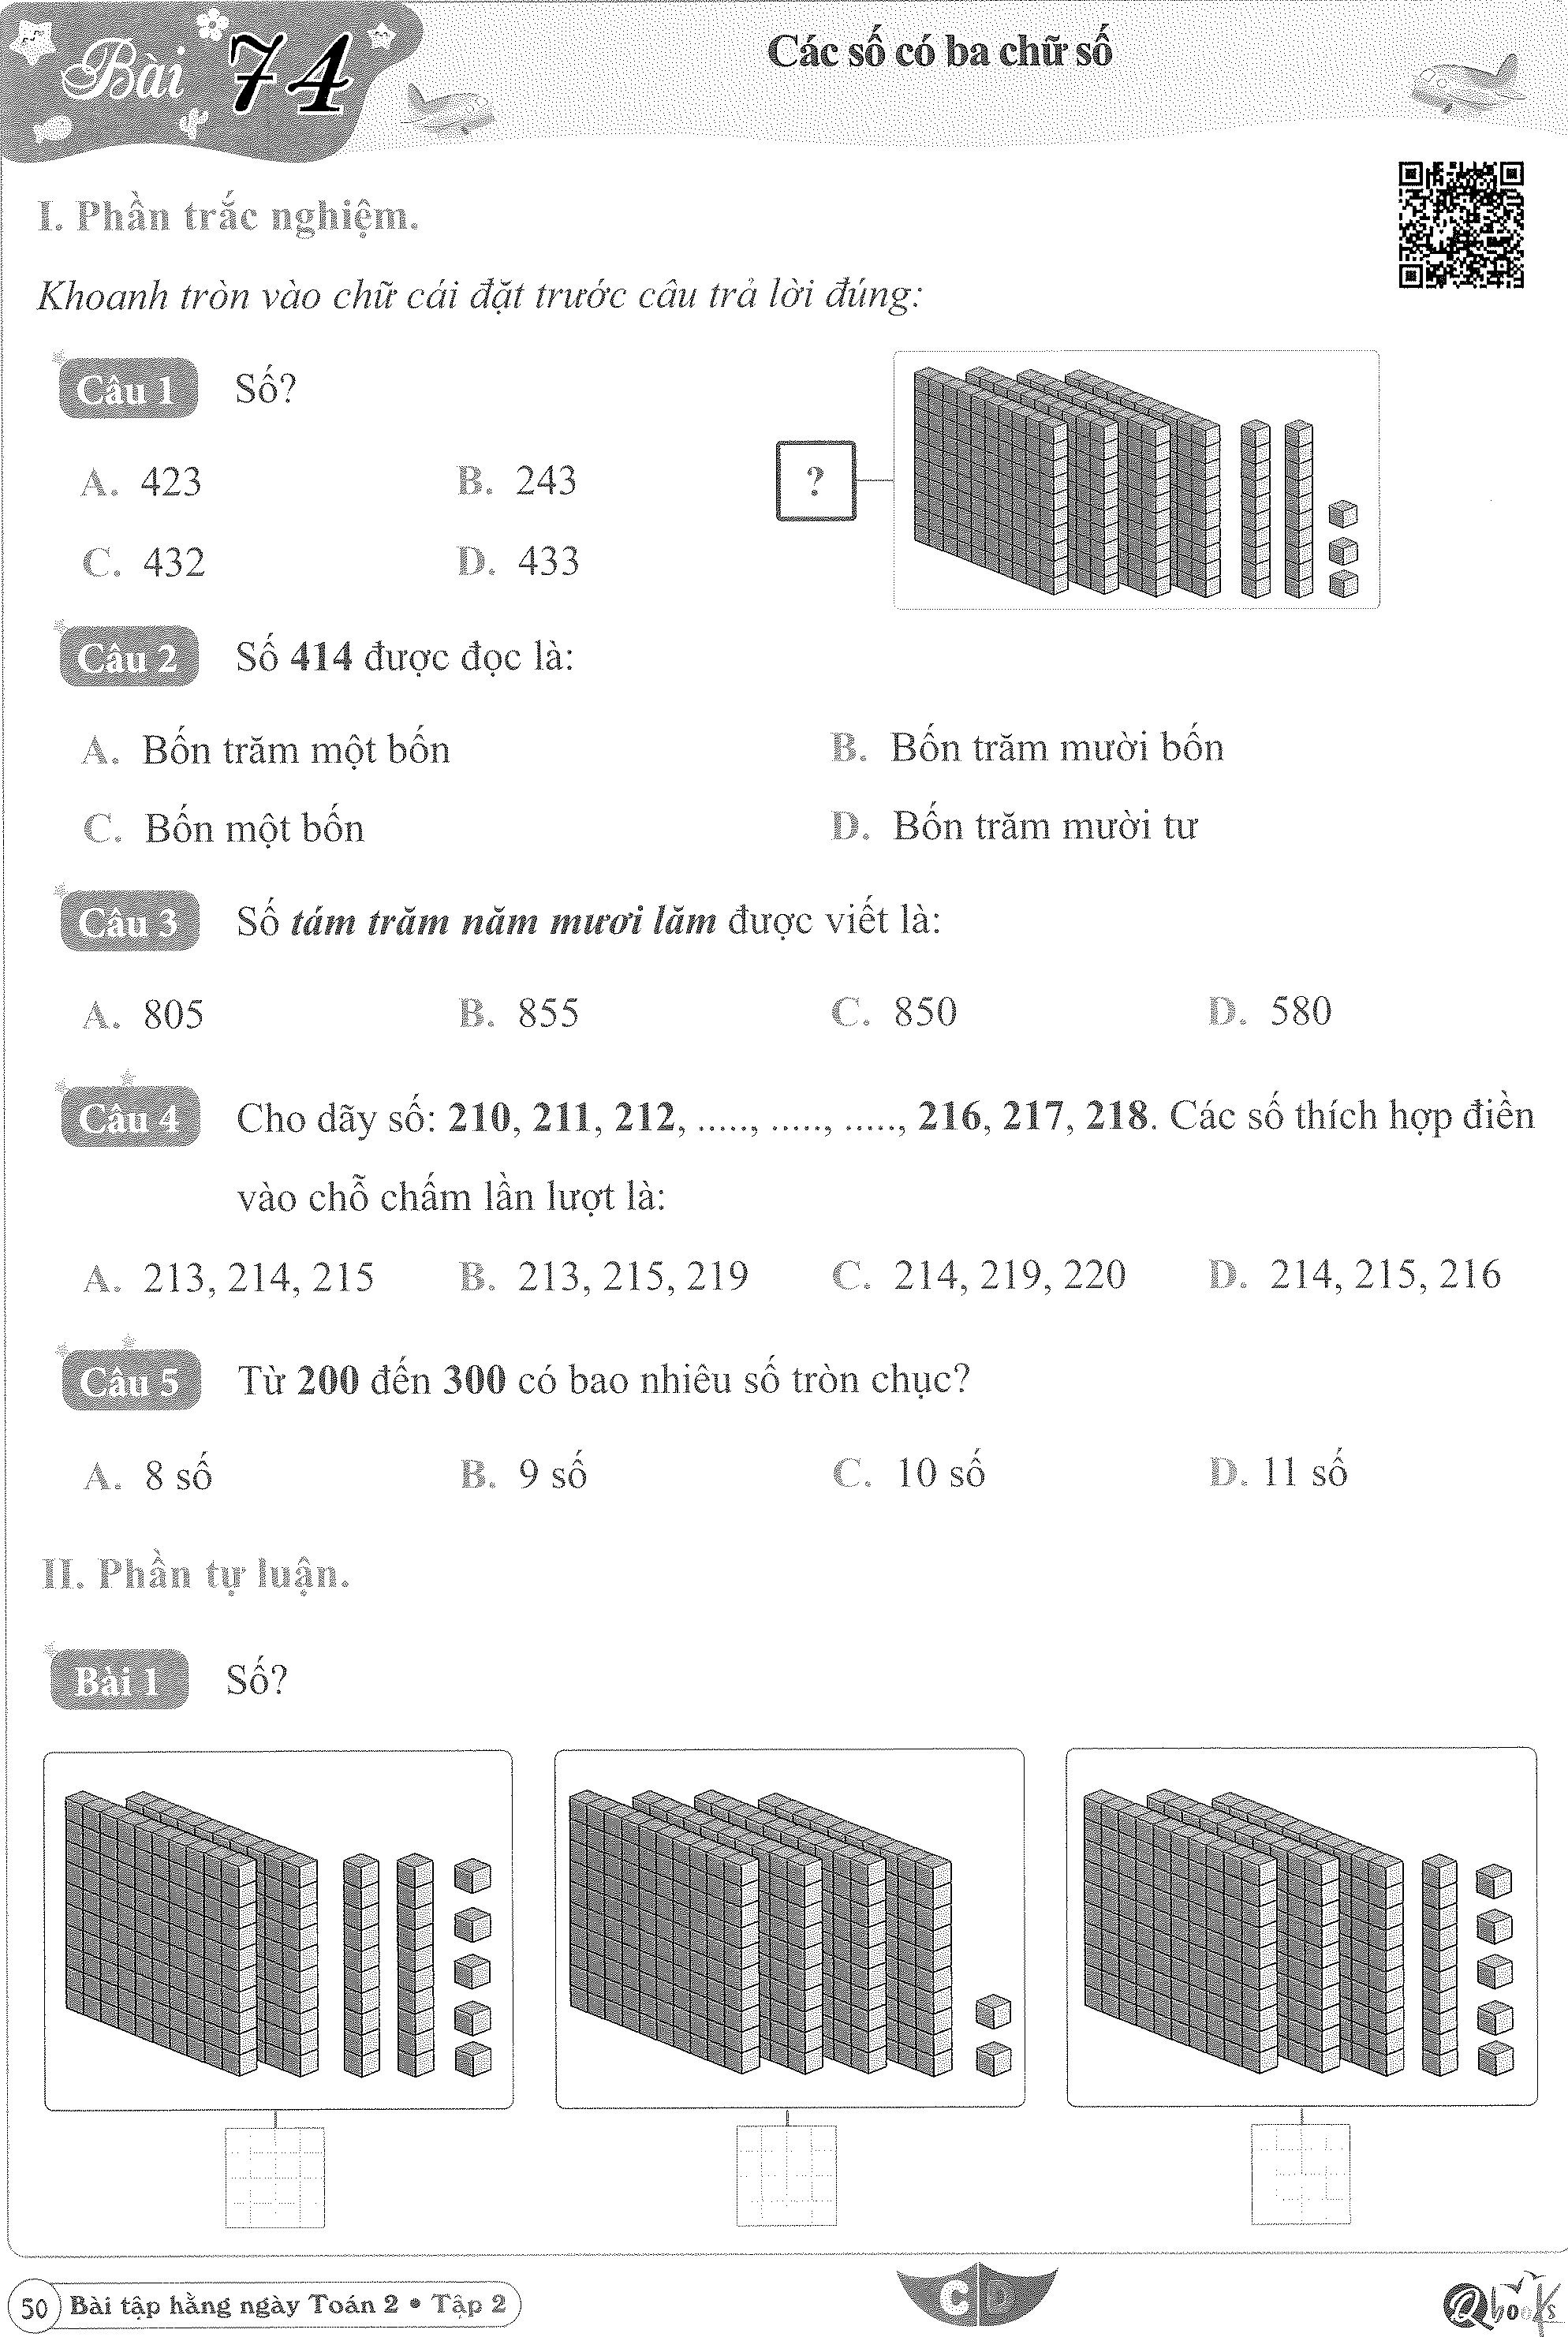 Bài 74
Các số có ba chữ số
I. Phần trắc nghiệm.
Khoanh tròn vào chữ cái đặt trước câu trả lời đúng:
Câu 1 Số?
A. 423 B. 243
?
C. 432 D. 433
Câu 2 Số 414 được đọc là:
A. Bốn trăm một bốn B. Bốn trăm mười bốn
C. Bốn một bốn D. Bốn trăm mười tư
Câu 3 Số tám trăm năm mươi lăm được viết là:
A. 805 B. 855 C. 850 D. 580
Câu 4 Cho dãy số: 210, 211, 212, ....., ....., ....., 216, 217, 218. Các số thích hợp điền
vào chỗ chấm lần lượt là:
A. 213, 214, 215 B. 213, 215, 219 C. 214, 219, 220 D. 214, 215, 216
Câu 5 Từ 200 đến 300 có bao nhiêu số tròn chục?
A. 8 số B. 9 số C. 10 số D. 11 số
II. Phần tự luận.
Bài 1 Số?
50 Bài tập hằng ngày Toán 2 • Tập 2
CD
Qbooks